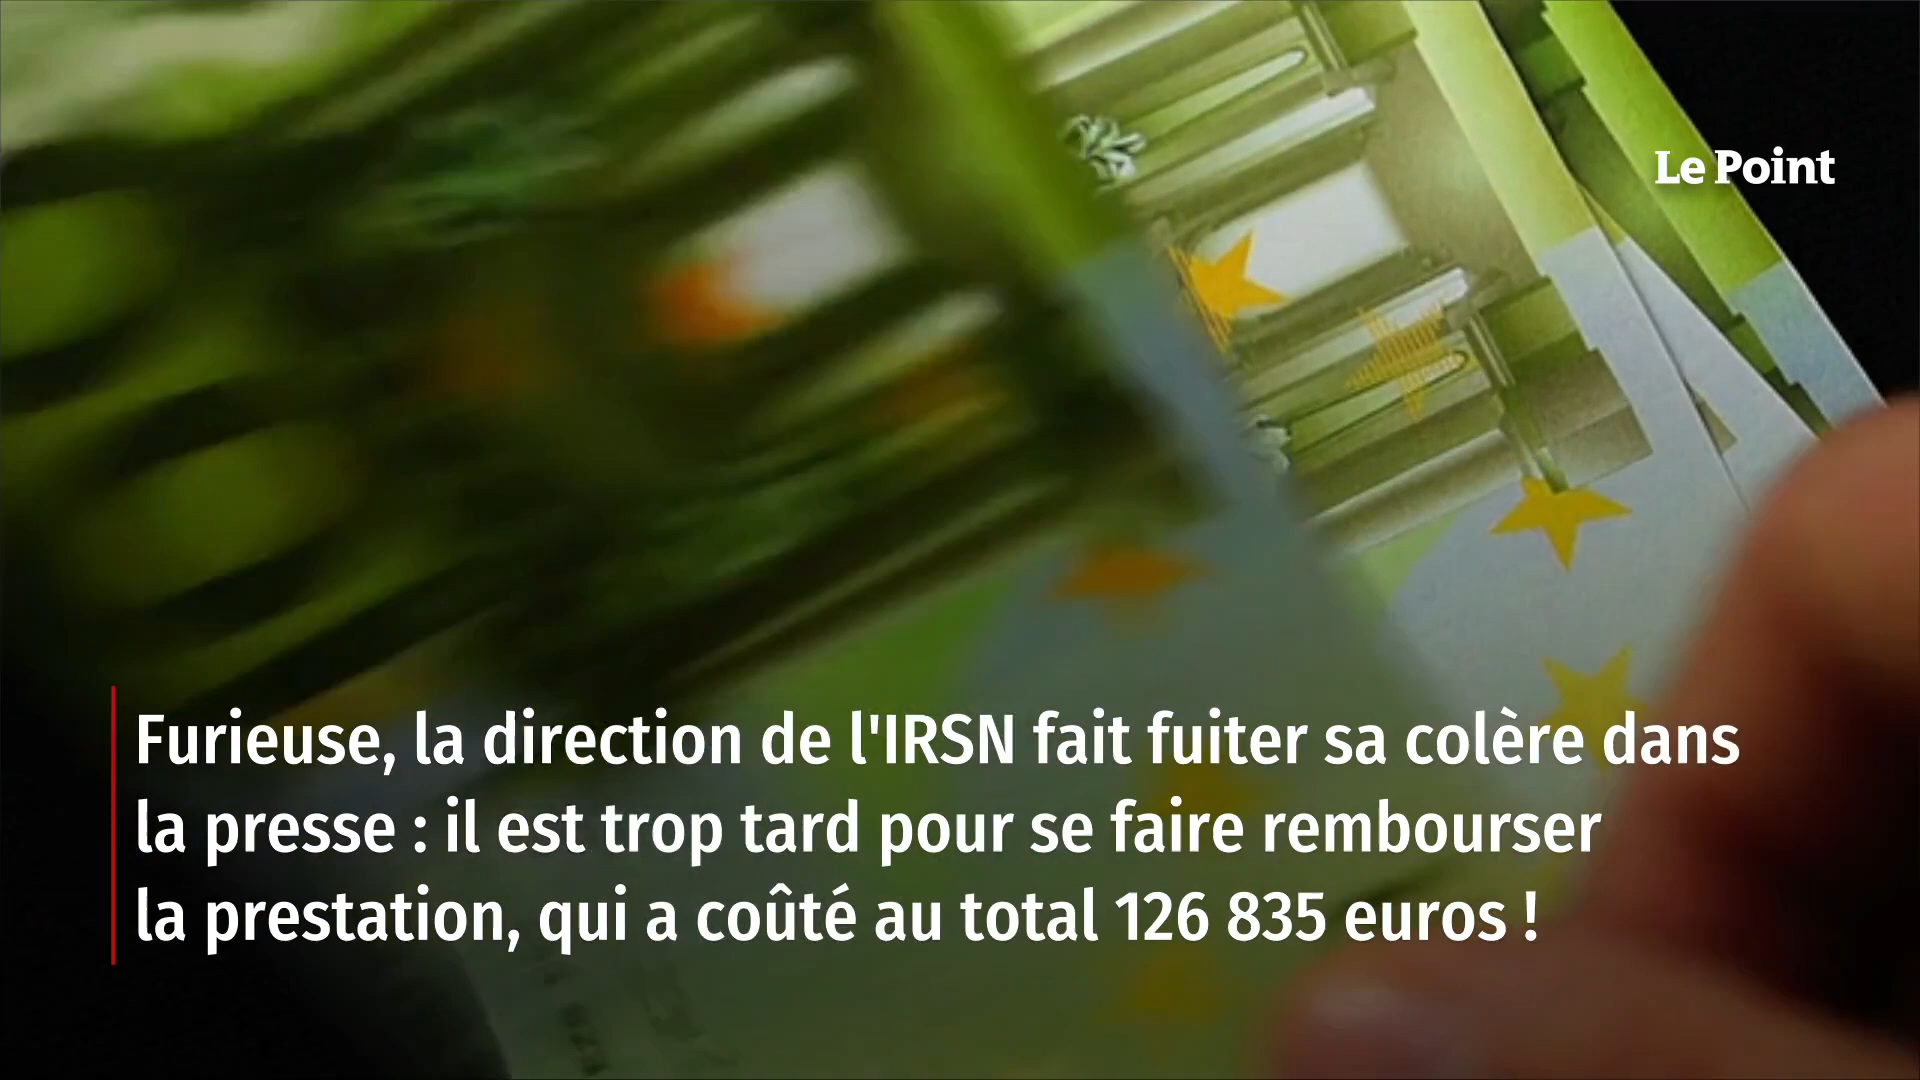 Le Point
Furieuse, la direction de l'IRSN fait fuiter sa colère dans
la presse : il est trop tard pour se faire rembourser
la prestation, qui a coûté au total 126 835 euros !